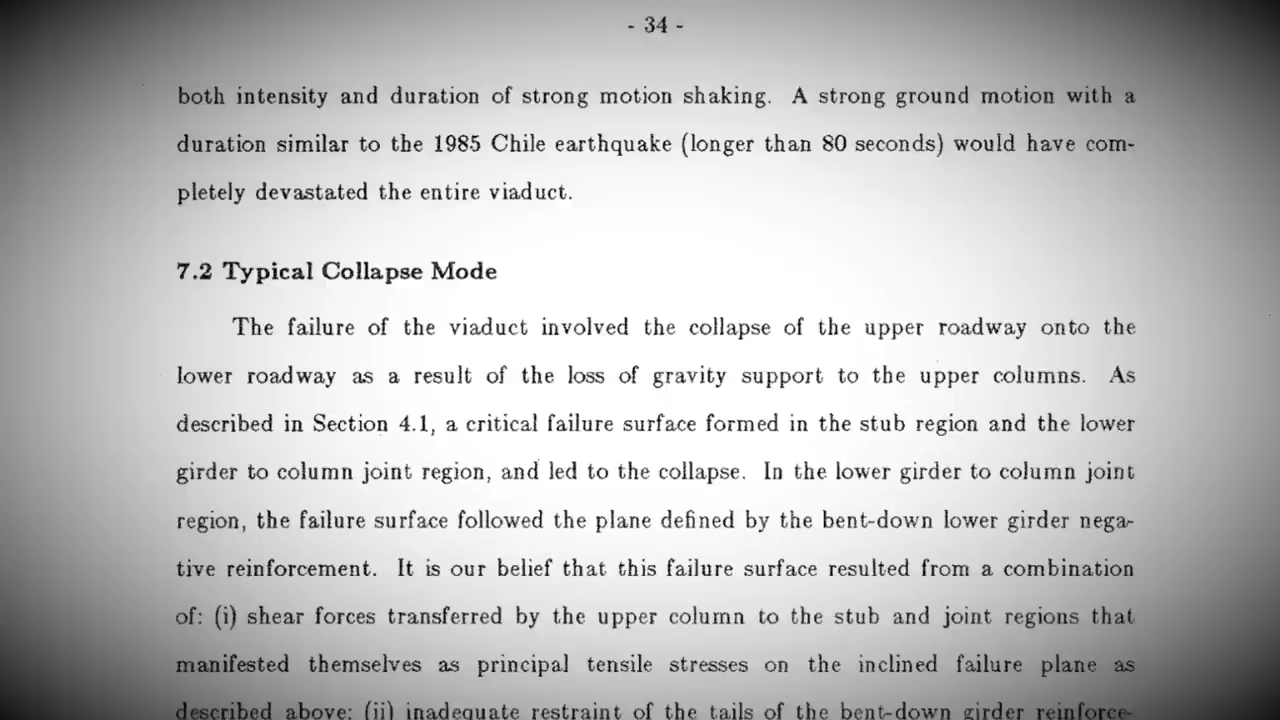 - 34 -
both intensity and duration of strong motion shaking. A strong ground motion with a
duration similar to the 1985 Chile earthquake (longer than 80 seconds) would have com-
pletely devastated the entire viaduct.
7.2 Typical Collapse Mode
The failure of the viaduct involved the collapse of the upper roadway onto the
lower roadway as a result of the loss of gravity support to the upper columns. As
described in Section 4.1, a critical failure surface formed in the stub region and the lower
girder to column joint region, and led to the collapse. In the lower girder to column joint
region, the failure surface followed the plane defined by the bent-down lower girder nega-
tive reinforcement. It is our belief that this failure surface resulted from a combination
of: (i) shear forces transferred by the upper column to the stub and joint regions that
manifested themselves as principal tensile stresses on the inclined failure plane as
described above; (ii) inadequate restraint of the tails of the bent-down girder reinforce-